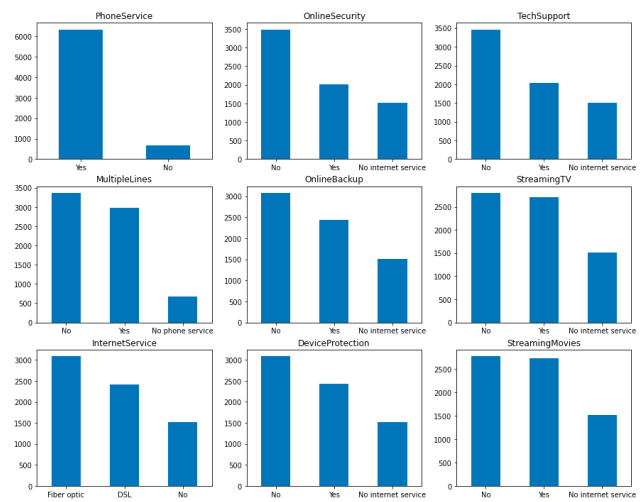 PhoneService
6000
5000
4000
3000
2000
1000
0
Yes
No
OnlineSecurity
3500
3000
2500
2000
1500
1000
500
0
No
Yes
No internet service
TechSupport
3500
3000
2500
2000
1500
1000
500
0
No
Yes
No internet service
MultipleLines
3500
3000
2500
2000
1500
1000
500
0
No
Yes
No phone service
OnlineBackup
3000
2500
2000
1500
1000
500
0
No
Yes
No internet service
StreamingTV
2500
2000
1500
1000
500
0
No
Yes
No internet service
InternetService
3000
2500
2000
1500
1000
500
0
Fiber optic
DSL
No
DeviceProtection
3000
2500
2000
1500
1000
500
0
No
Yes
No internet service
StreamingMovies
2500
2000
1500
1000
500
0
No
Yes
No internet service